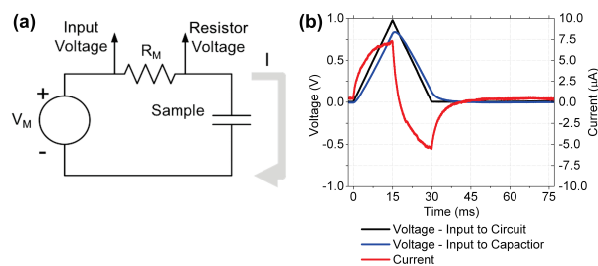 (a)
Input
Voltage
Resistor
Voltage
R_M
I
Sample
V_M
+
-
(b)
Voltage (V)
1.0
0.5
0.0
-0.5
-1.0
10.0
7.5
5.0
2.5
0.0
-2.5
-5.0
-7.5
-10.0
Current (µA)
0 15 30 45 60 75
Time (ms)
Voltage - Input to Circuit
Voltage - Input to Capactior
Current